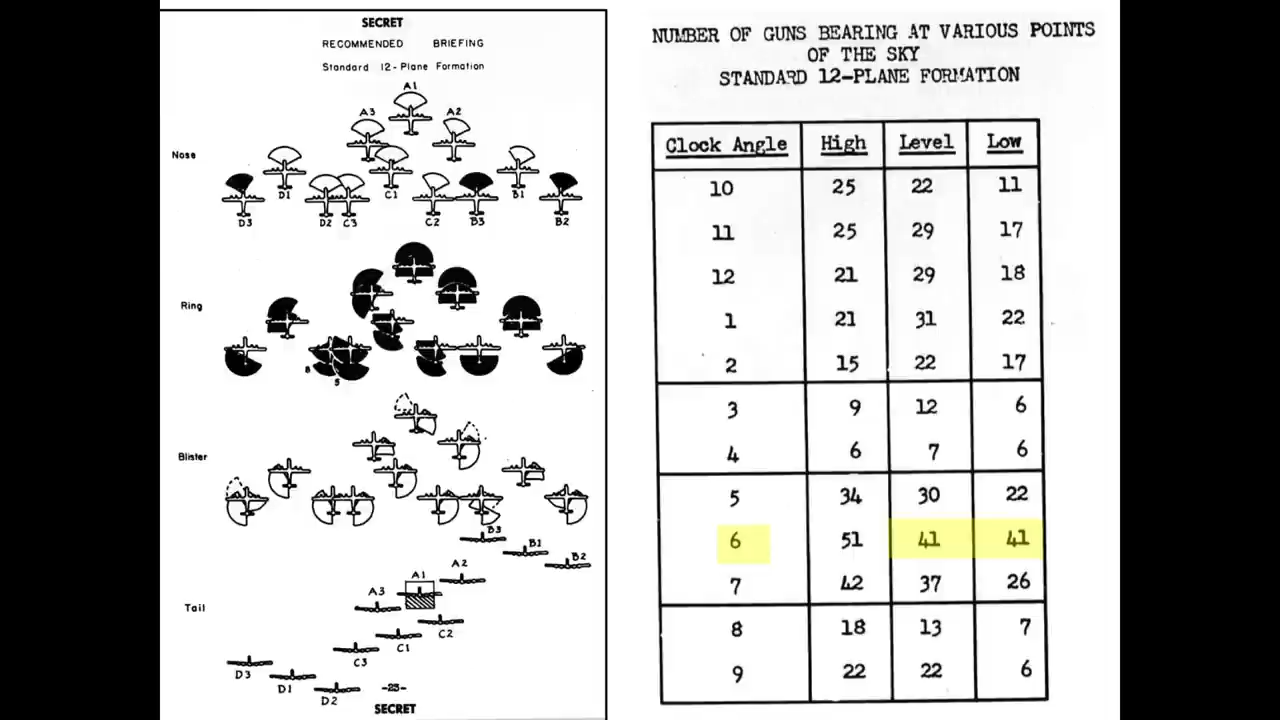 SECRET
RECOMMENDED BRIEFING
Standard 12-Plane Formation
A1
A3 A2
Nose
D1 C1 B1
D3 D2 C3 C2 B3 B2
Ring
8
5
Blister
B3
B1
B2
A2
A1
A3
Tail
C2
C1
C3
D3
D1
D2
-23-
SECRET
NUMBER OF GUNS BEARING AT VARIOUS POINTS
OF THE SKY
STANDARD 12-PLANE FORMATION
Clock Angle High Level Low
10 25 22 11
11 25 29 17
12 21 29 18
1 21 31 22
2 15 22 17
3 9 12 6
4 6 7 6
5 34 30 22
6 51 41 41
7 42 37 26
8 18 13 7
9 22 22 6